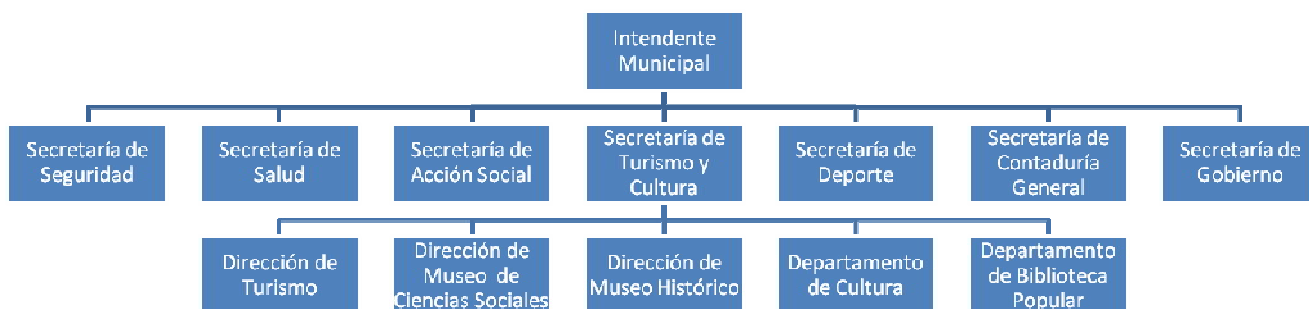 Intendente
Municipal
Secretaría de
Seguridad
Secretaría de
Salud
Secretaría de
Acción Social
Secretaría de
Turismo y
Cultura
Secretaría de
Deporte
Secretaría de
Contaduría
General
Secretaría de
Gobierno
Dirección de
Turismo
Dirección de
Museo de
Ciencias Sociales
Dirección de
Museo Histórico
Departamento
de Cultura
Departamento
de Biblioteca
Popular